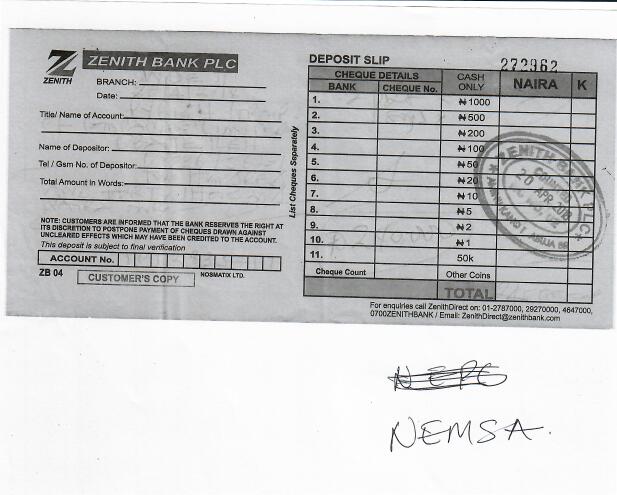 ZENITH
ZENITH BANK PLC
BRANCH:
Date:
Title/ Name of Account:
Name of Depositor:
Tel / Gsm No. of Depositor:
Total Amount in Words:
NOTE: CUSTOMERS ARE INFORMED THAT THE BANK RESERVES THE RIGHT AT
ITS DISCRETION TO POSTPONE PAYMENT OF CHEQUES DRAWN AGAINST
UNCLEARED EFFECTS WHICH MAY HAVE BEEN CREDITED TO THE ACCOUNT.
This deposit is subject to final verification
ACCOUNT No.
ZB 04
CUSTOMER'S COPY
NOSMATIX LTD.
List Cheques Separately
DEPOSIT SLIP
272962
CHEQUE DETAILS
BANK CHEQUE No. CASH ONLY NAIRA K
1. ₦ 1000
2. ₦ 500
3. ₦ 200
4. ₦ 100
5. ₦ 50
6. ₦ 20
7. ₦ 10
8. ₦ 5
9. ₦ 2
10. ₦ 1
11. 50k
Cheque Count Other Coins
TOTAL
ZENITH BANK PLC
20 APR
ABUJA
For enquiries call ZenithDirect on: 01-2787000, 29270000, 4647000,
0700ZENITHBANK / Email: ZenithDirect@zenithbank.com
NEMSA.